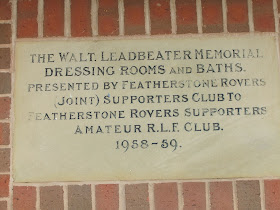 THE WALT. LEADBEATER MEMORIAL
DRESSING ROOMS AND BATHS.
PRESENTED BY FEATHERSTONE ROVERS
(JOINT) SUPPORTERS CLUB TO
FEATHERSTONE ROVERS SUPPORTERS
AMATEUR R.L.F. CLUB.
1958-59.